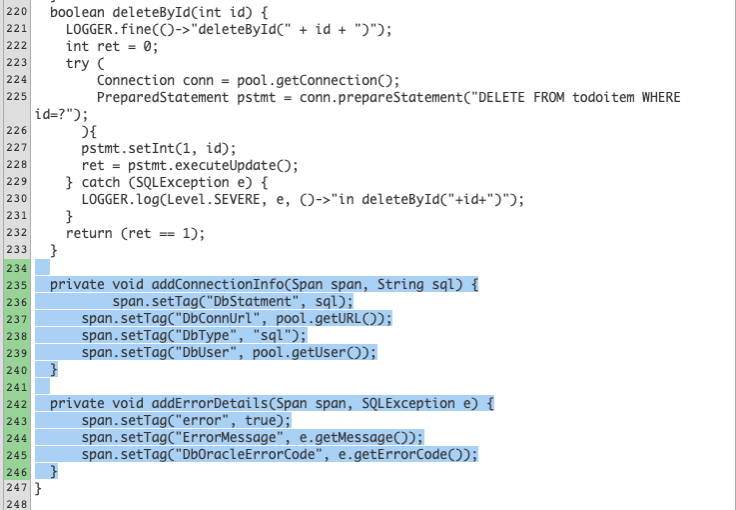 220 boolean deleteById(int id) {
221 LOGGER.fine(()->"deleteById(" + id + ")");
222 int ret = 0;
223 try (
224 Connection conn = pool.getConnection();
225 PreparedStatement pstmt = conn.prepareStatement("DELETE FROM todoitem WHERE
id=?");
226 ){
227 pstmt.setInt(1, id);
228 ret = pstmt.executeUpdate();
229 } catch (SQLException e) {
230 LOGGER.log(Level.SEVERE, e, ()->"in deleteById("+id+")");
231 }
232 return (ret == 1);
233 }
234
235 private void addConnectionInfo(Span span, String sql) {
236 span.setTag("DbStatment", sql);
237 span.setTag("DbConnUrl", pool.getURL());
238 span.setTag("DbType", "sql");
239 span.setTag("DbUser", pool.getUser());
240 }
241
242 private void addErrorDetails(Span span, SQLException e) {
243 span.setTag("error", true);
244 span.setTag("ErrorMessage", e.getMessage());
245 span.setTag("DbOracleErrorCode", e.getErrorCode());
246 }
247 }
248